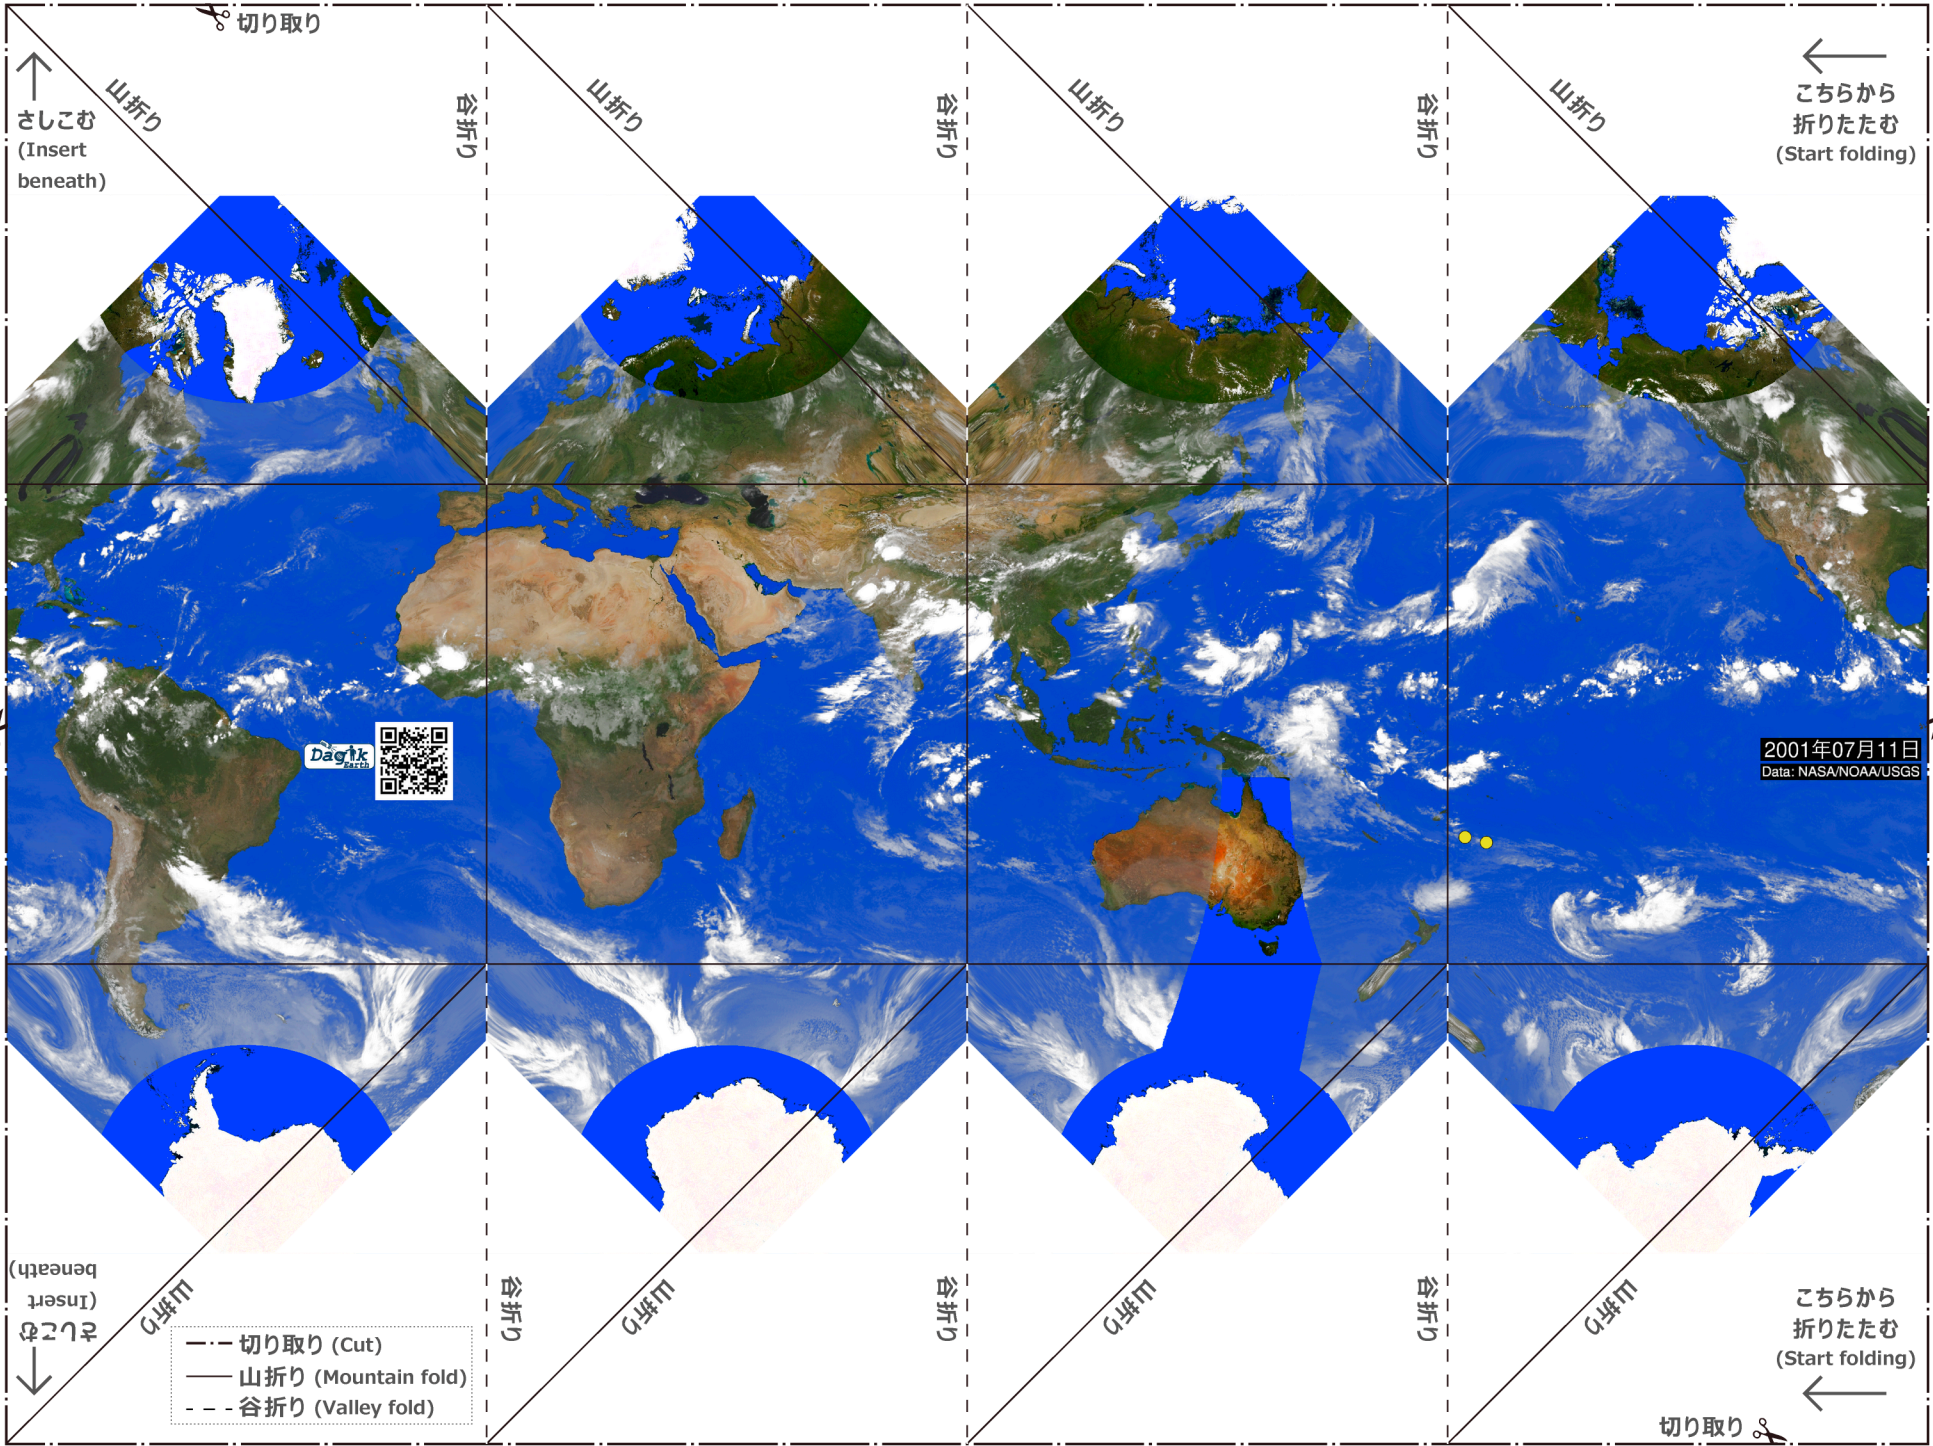 切り取り
山折り
谷折り
山折り
谷折り
山折り
谷折り
山折り
さしこむ
(Insert
beneath)
こちらから
折りたたむ
(Start folding)
Dagik
Earth
2001年07月11日
Data: NASA/NOAA/USGS
さしこむ
(Insert
beneath)
山折り
谷折り
山折り
谷折り
山折り
谷折り
山折り
こちらから
折りたたむ
(Start folding)
切り取り (Cut)
山折り (Mountain fold)
谷折り (Valley fold)
切り取り